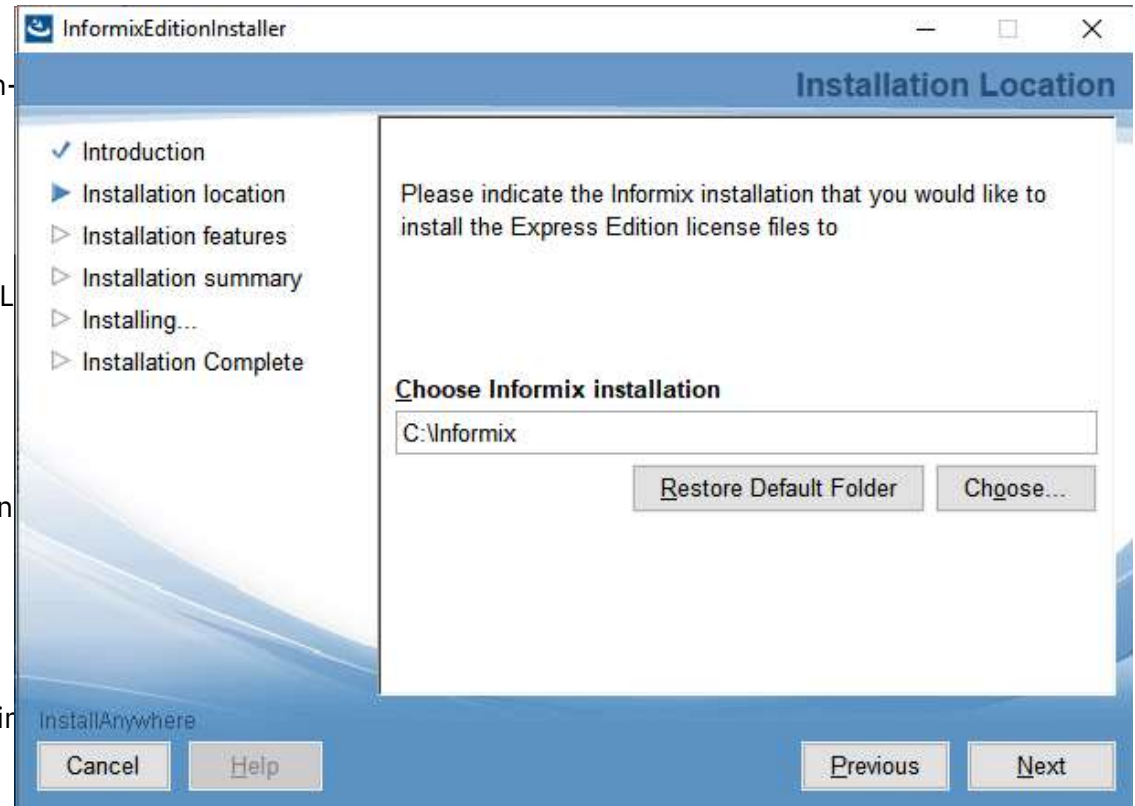 InformixEditionInstaller
Installation Location
Introduction
Installation location
Installation features
Installation summary
Installing...
Installation Complete
Please indicate the Informix installation that you would like to
install the Express Edition license files to
Choose Informix installation
C:\Informix
Restore Default Folder
Choose...
InstallAnywhere
Cancel
Help
Previous
Next